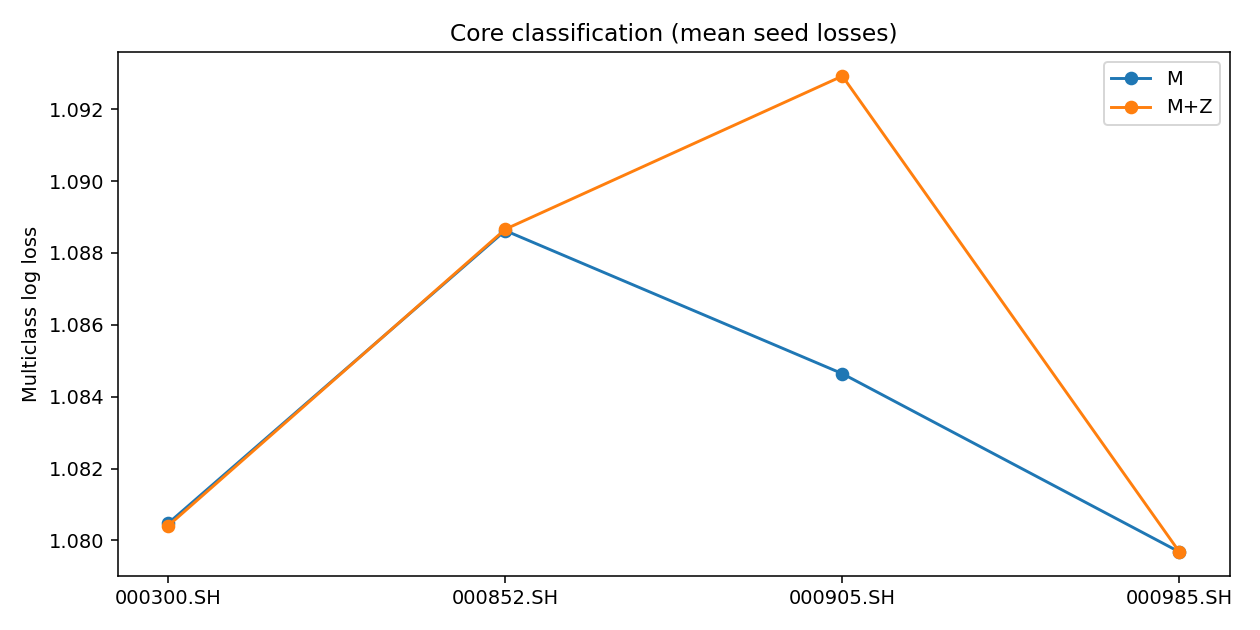 Core classification (mean seed losses)
M
M+Z
Multiclass log loss
1.092
1.090
1.088
1.086
1.084
1.082
1.080
000300.SH
000852.SH
000905.SH
000985.SH